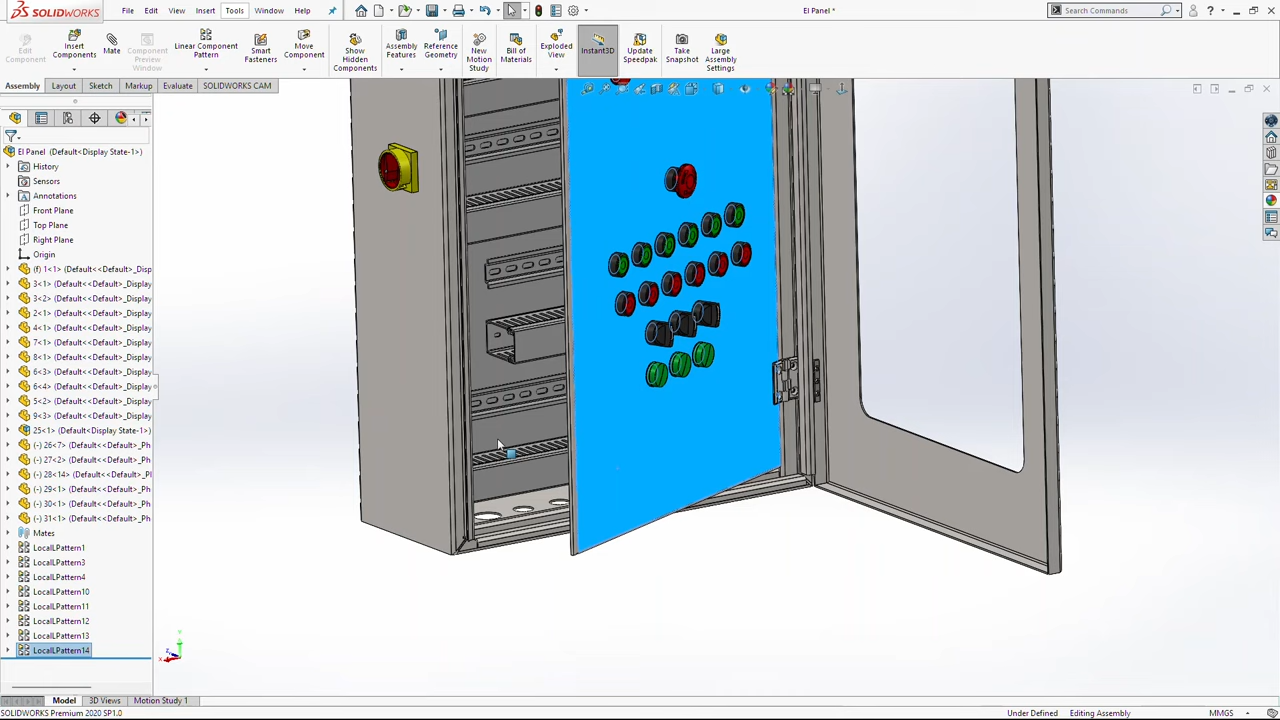 SOLIDWORKS
File
Edit
View
Insert
Tools
Window
Help
El Panel *
Search Commands
Edit
Component
Insert
Components
Mate
Component
Preview
Window
Linear Component
Pattern
Smart
Fasteners
Move
Component
Show
Hidden
Components
Assembly
Features
Reference
Geometry
New
Motion
Study
Bill of
Materials
Exploded
View
Instant3D
Update
Speedpak
Take
Snapshot
Large
Assembly
Settings
Assembly
Layout
Sketch
Markup
Evaluate
SOLIDWORKS CAM
El Panel (Default<Display State-1>)
History
Sensors
Annotations
Front Plane
Top Plane
Right Plane
Origin
(f) 1<1> (Default<<Default>_Disp
3<1> (Default<<Default>_Display
3<2> (Default<<Default>_Display
2<1> (Default<<Default>_Display
4<1> (Default<<Default>_Display
7<1> (Default<<Default>_Display
8<1> (Default<<Default>_Display
6<3> (Default<<Default>_Display
6<4> (Default<<Default>_Display
5<2> (Default<<Default>_Display
9<3> (Default<<Default>_Display
25<1> (Default<Display State-1>)
(-) 26<7> (Default<<Default>_Ph
(-) 27<2> (Default<<Default>_Ph
(-) 28<14> (Default<<Default>_Pl
(-) 29<1> (Default<<Default>_Ph
(-) 30<1> (Default<<Default>_Ph
(-) 31<1> (Default<<Default>_Ph
Mates
LocalLPattern1
LocalLPattern3
LocalLPattern4
LocalLPattern10
LocalLPattern11
LocalLPattern12
LocalLPattern13
LocalLPattern14
Model
3D Views
Motion Study 1
SOLIDWORKS Premium 2020 SP1.0
Under Defined
Editing Assembly
MMGS